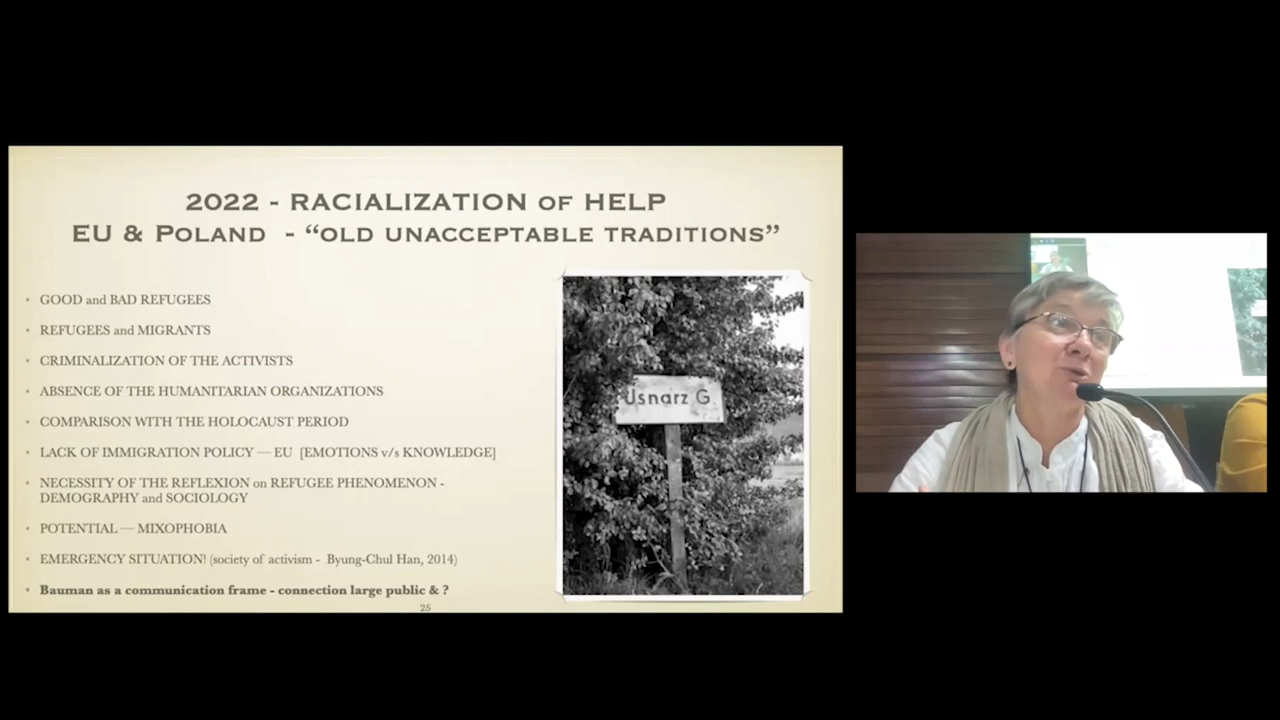 2022 - RACIALIZATION OF HELP
EU & POLAND - “OLD UNACCEPTABLE TRADITIONS”
• GOOD and BAD REFUGEES
• REFUGEES and MIGRANTS
• CRIMINALIZATION OF THE ACTIVISTS
• ABSENCE OF THE HUMANITARIAN ORGANIZATIONS
• COMPARISON WITH THE HOLOCAUST PERIOD
• LACK OF IMMIGRATION POLICY — EU [EMOTIONS v/s KNOWLEDGE]
• NECESSITY OF THE REFLEXION on REFUGEE PHENOMENON -
DEMOGRAPHY and SOCIOLOGY
• POTENTIAL — MIXOPHOBIA
• EMERGENCY SITUATION! (society of activism - Byung-Chul Han, 2014)
• Bauman as a communication frame - connection large public & ?
25
Usnarz G.